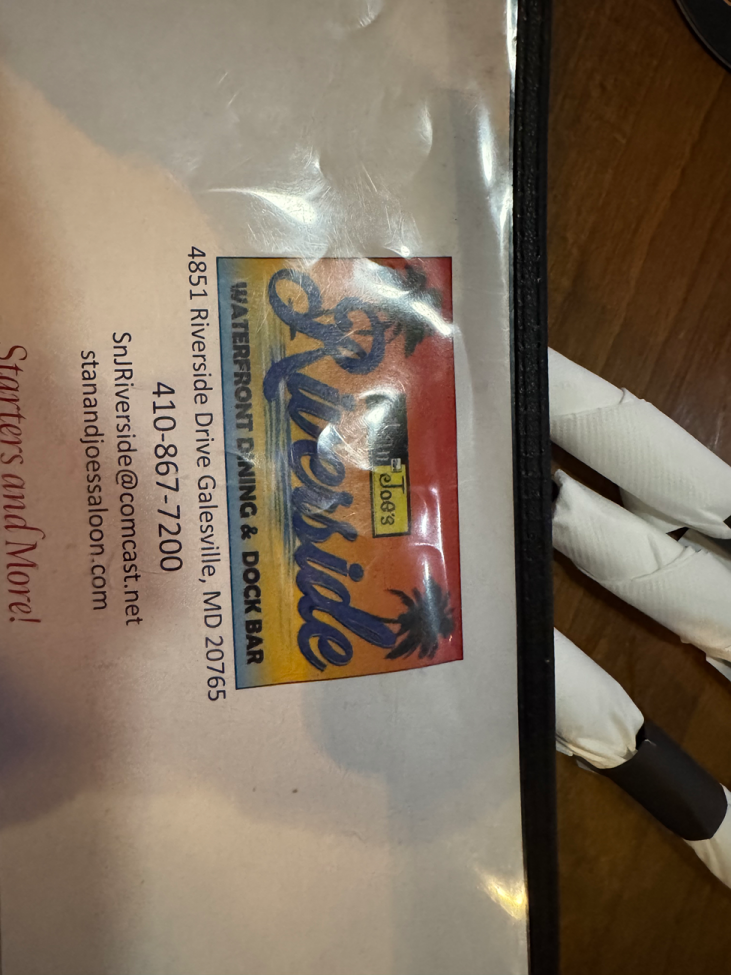 Joe's
Riverside
WATERFRONT DINING & DOCK BAR
4851 Riverside Drive Galesville, MD 20765
410-867-7200
SnJRiverside@comcast.net
stanandjoessaloon.com
Starters and More!